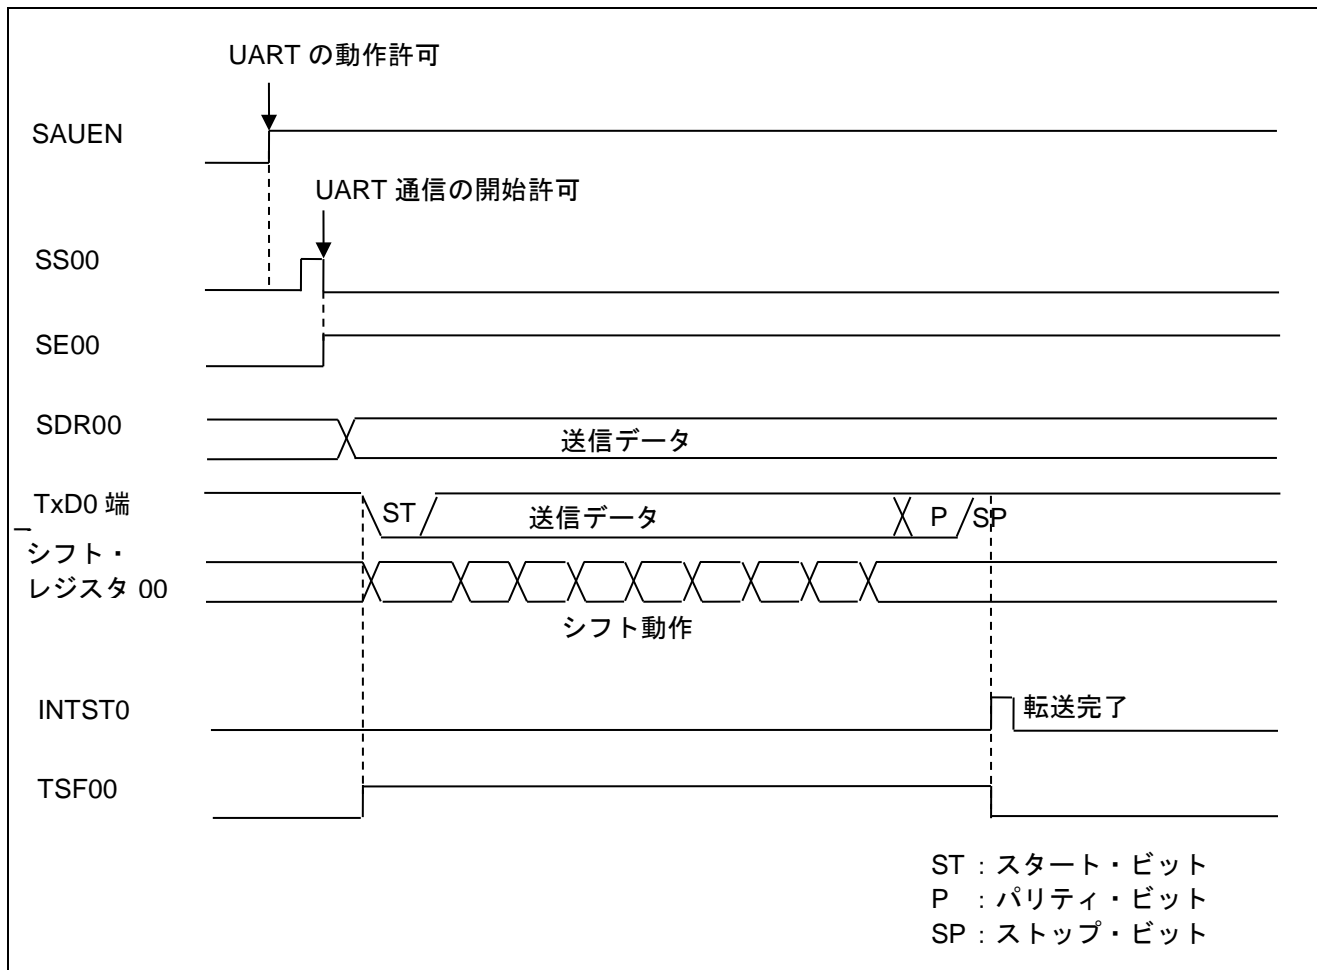 UART の動作許可
SAUEN
UART 通信の開始許可
SS00
SE00
SDR00
送信データ
TxD0 端
ST
送信データ
P
SP
シフト・
レジスタ 00
シフト動作
INTST0
転送完了
TSF00
ST : スタート・ビット
P : パリティ・ビット
SP : ストップ・ビット